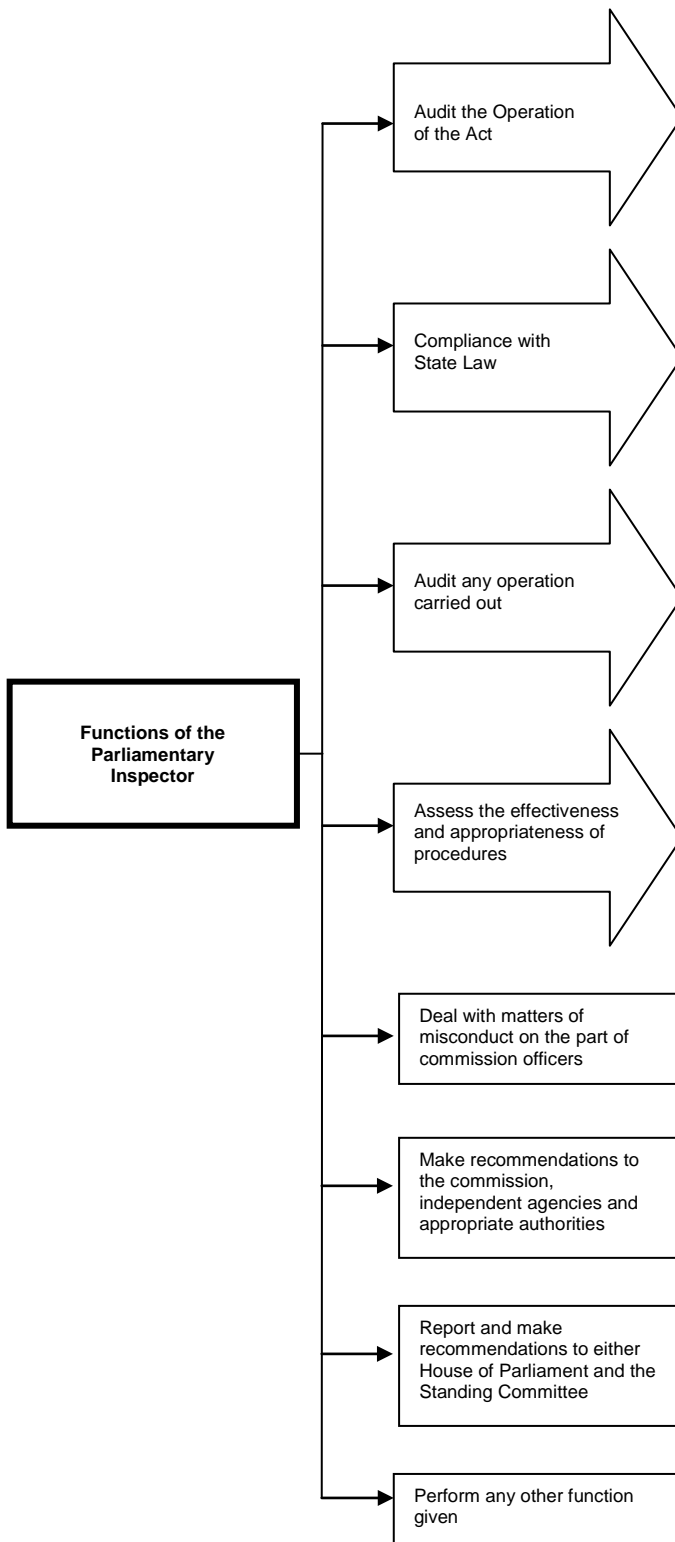 Audit the Operation
of the Act
Compliance with
State Law
Audit any operation
carried out
Functions of the
Parliamentary
Inspector
Assess the effectiveness
and appropriateness of
procedures
Deal with matters of
misconduct on the part of
commission officers
Make recommendations to
the commission,
independent agencies and
appropriate authorities
Report and make
recommendations to either
House of Parliament and the
Standing Committee
Perform any other function
given